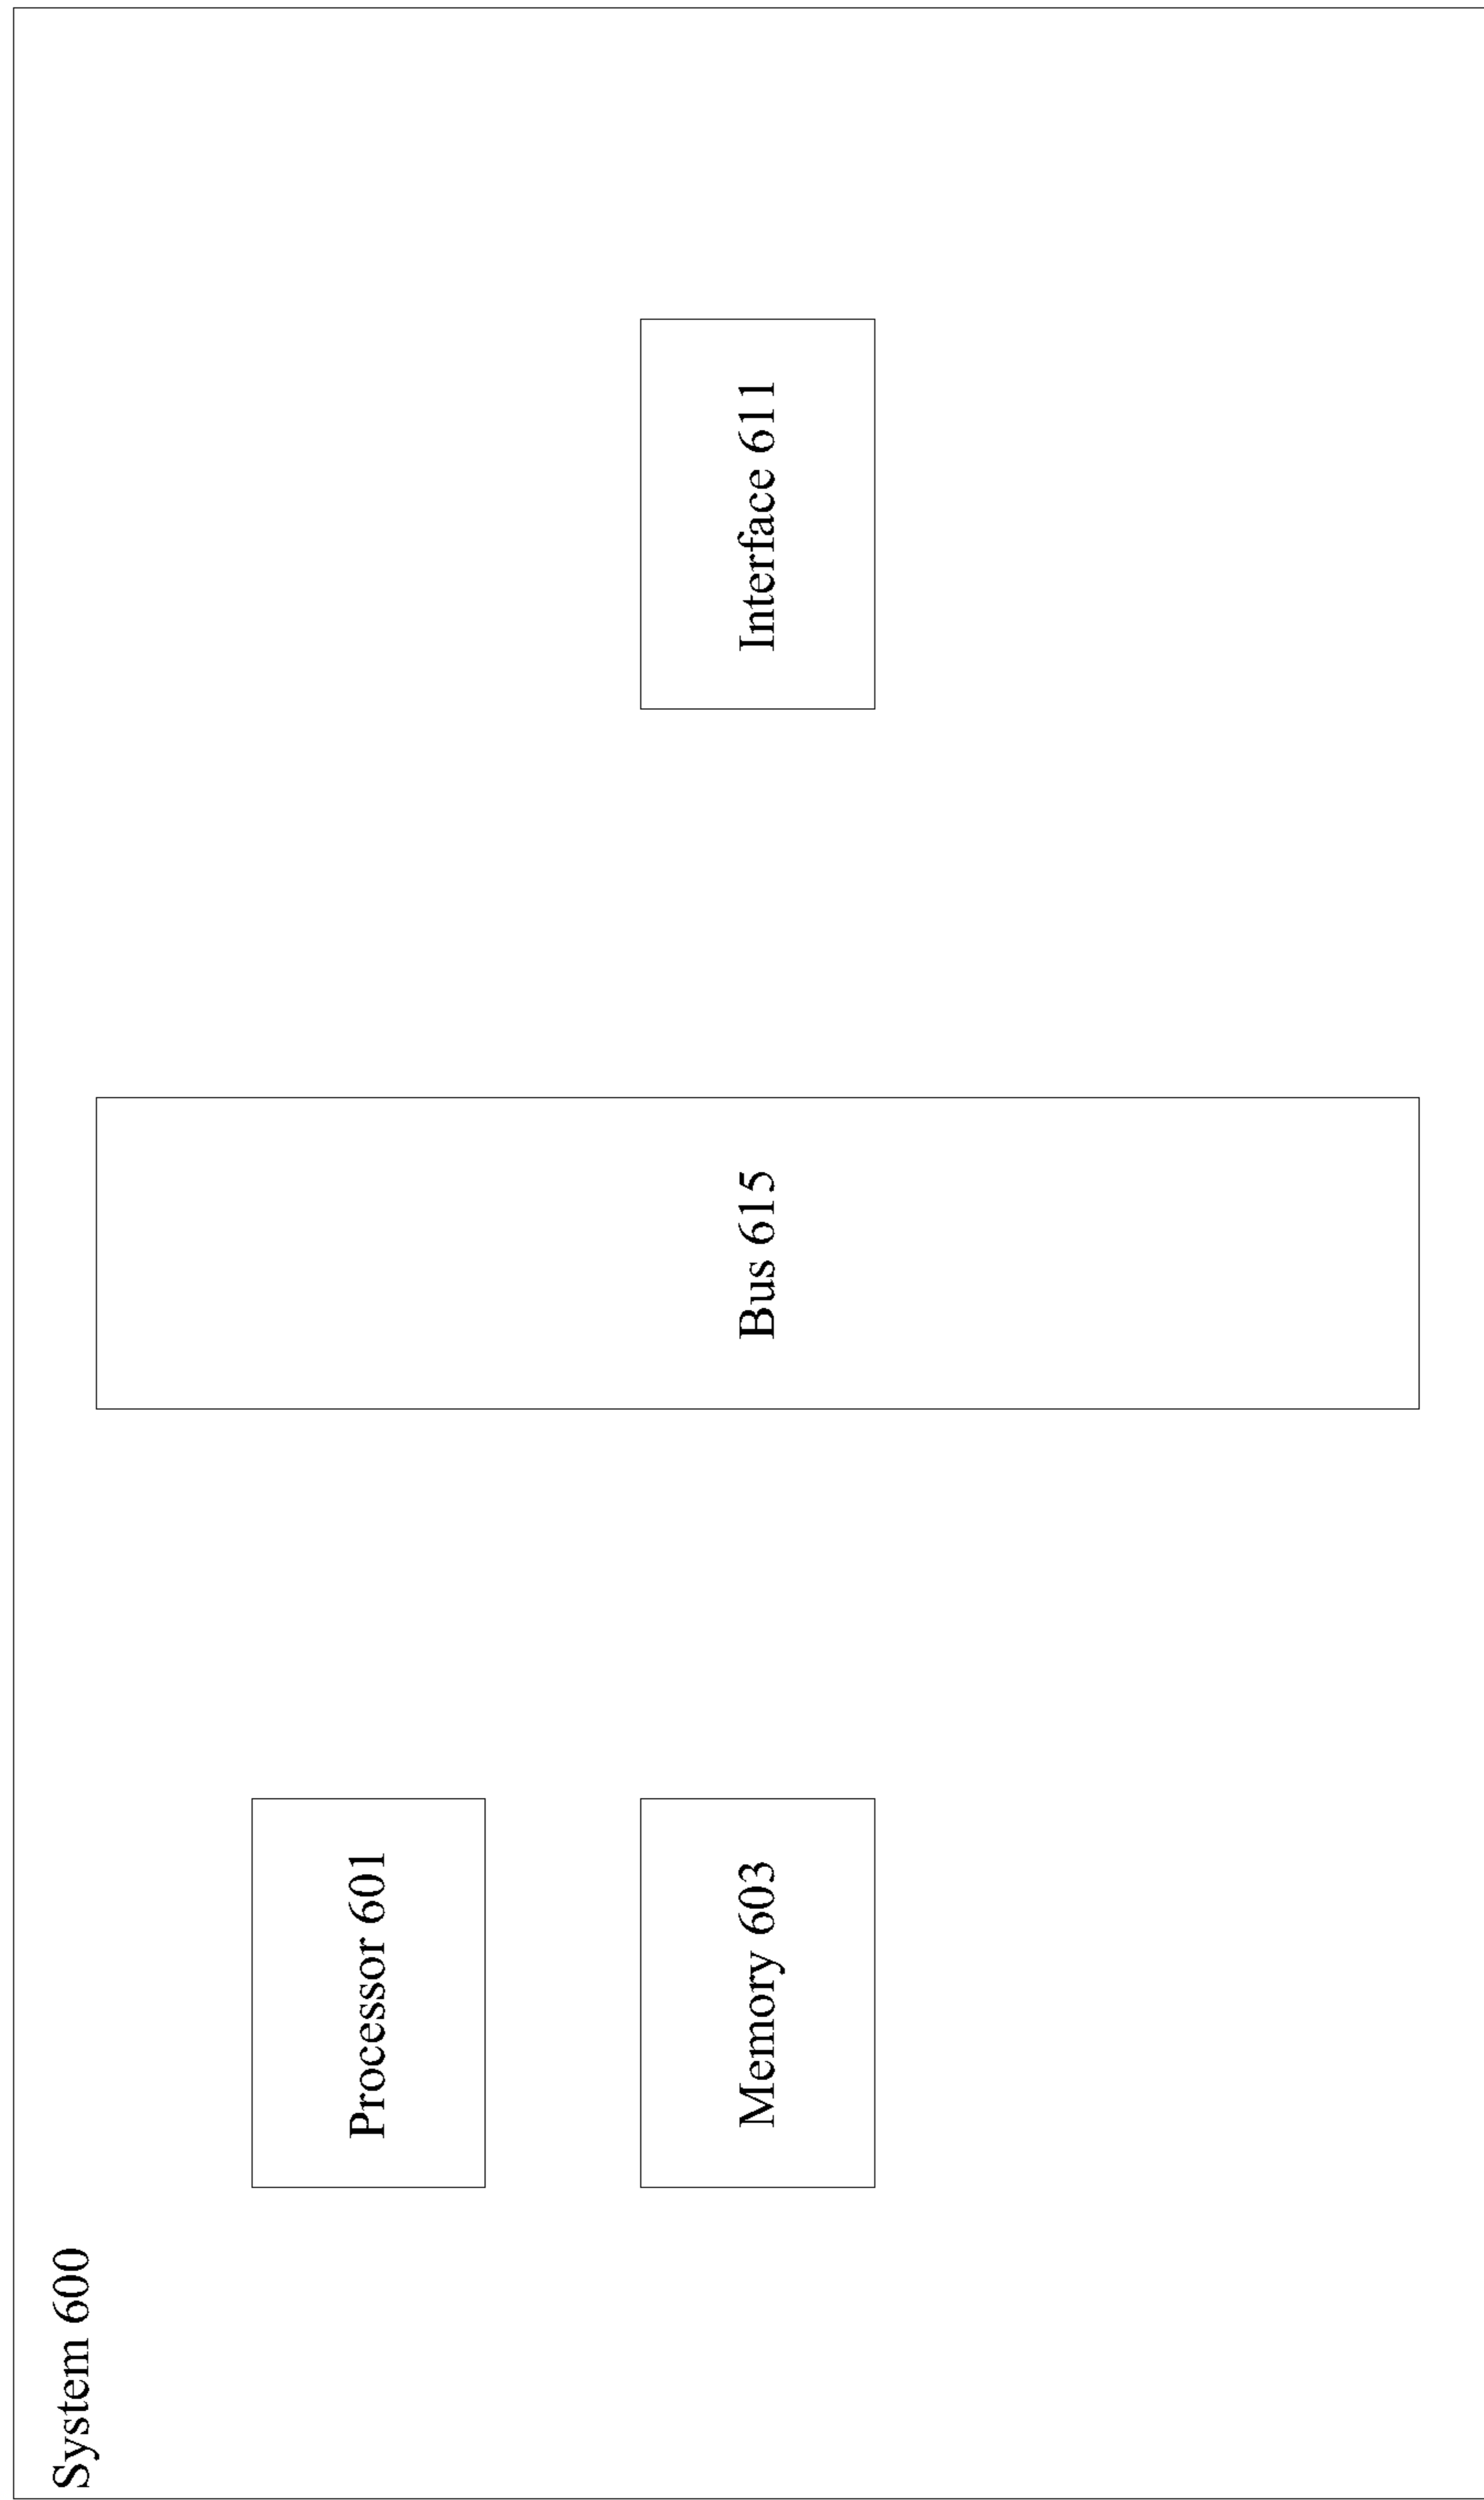 System 600
Processor 601
Memory 603
Bus 615
Interface 611